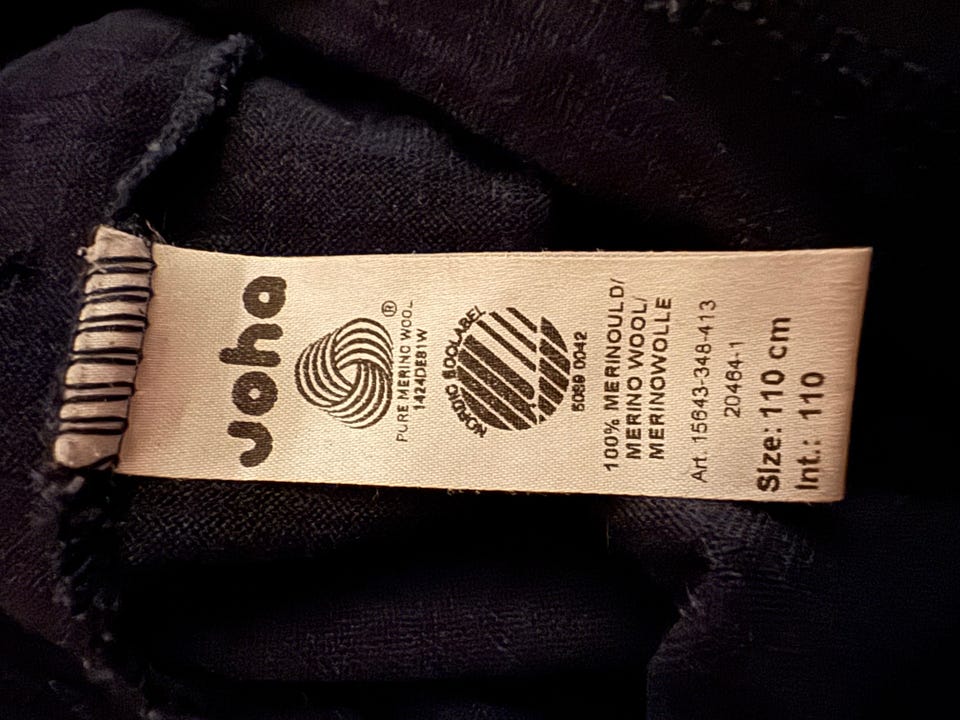 Joha
®
PURE MERINO WOOL
1424DE81W
NORDIC ECOLABEL
5089 0042
100% MERINOULD/
MERINO WOOL/
MERINOWOLLE
Art. 15643-348-413
20464-1
Size: 110 cm
Int.: 110